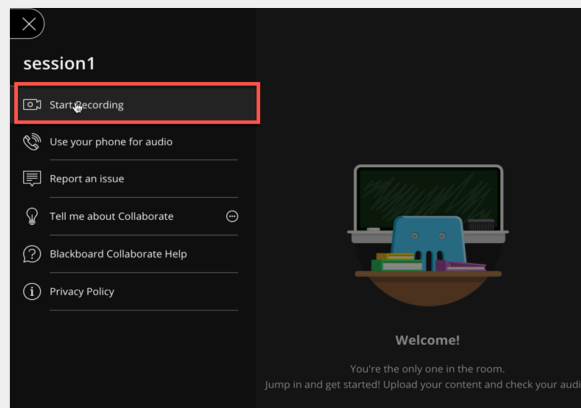 session1
Start Recording
Use your phone for audio
Report an issue
Tell me about Collaborate
Blackboard Collaborate Help
Privacy Policy
Welcome!
You're the only one in the room.
Jump in and get started! Upload your content and check your audi